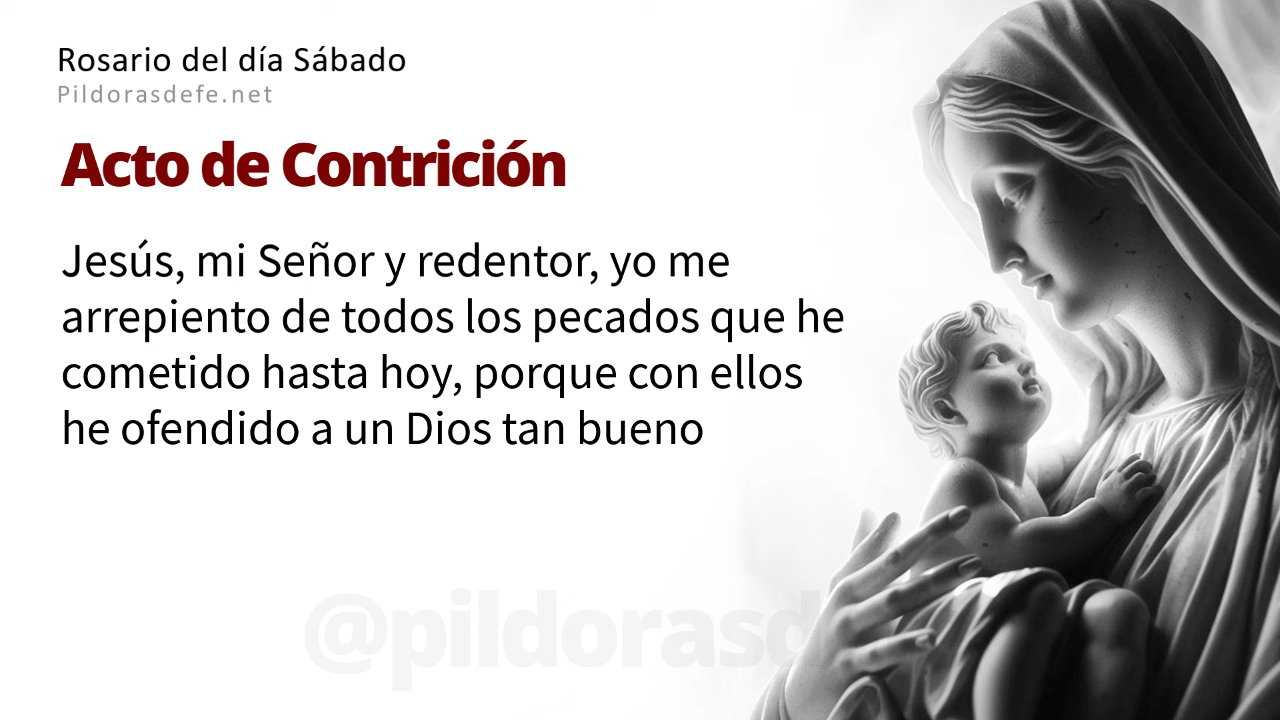 Rosario del día Sábado
Pildorasdefe.net
Acto de Contrición
Jesús, mi Señor y redentor, yo me
arrepiento de todos los pecados que he
cometido hasta hoy, porque con ellos
he ofendido a un Dios tan bueno
@pildorasd